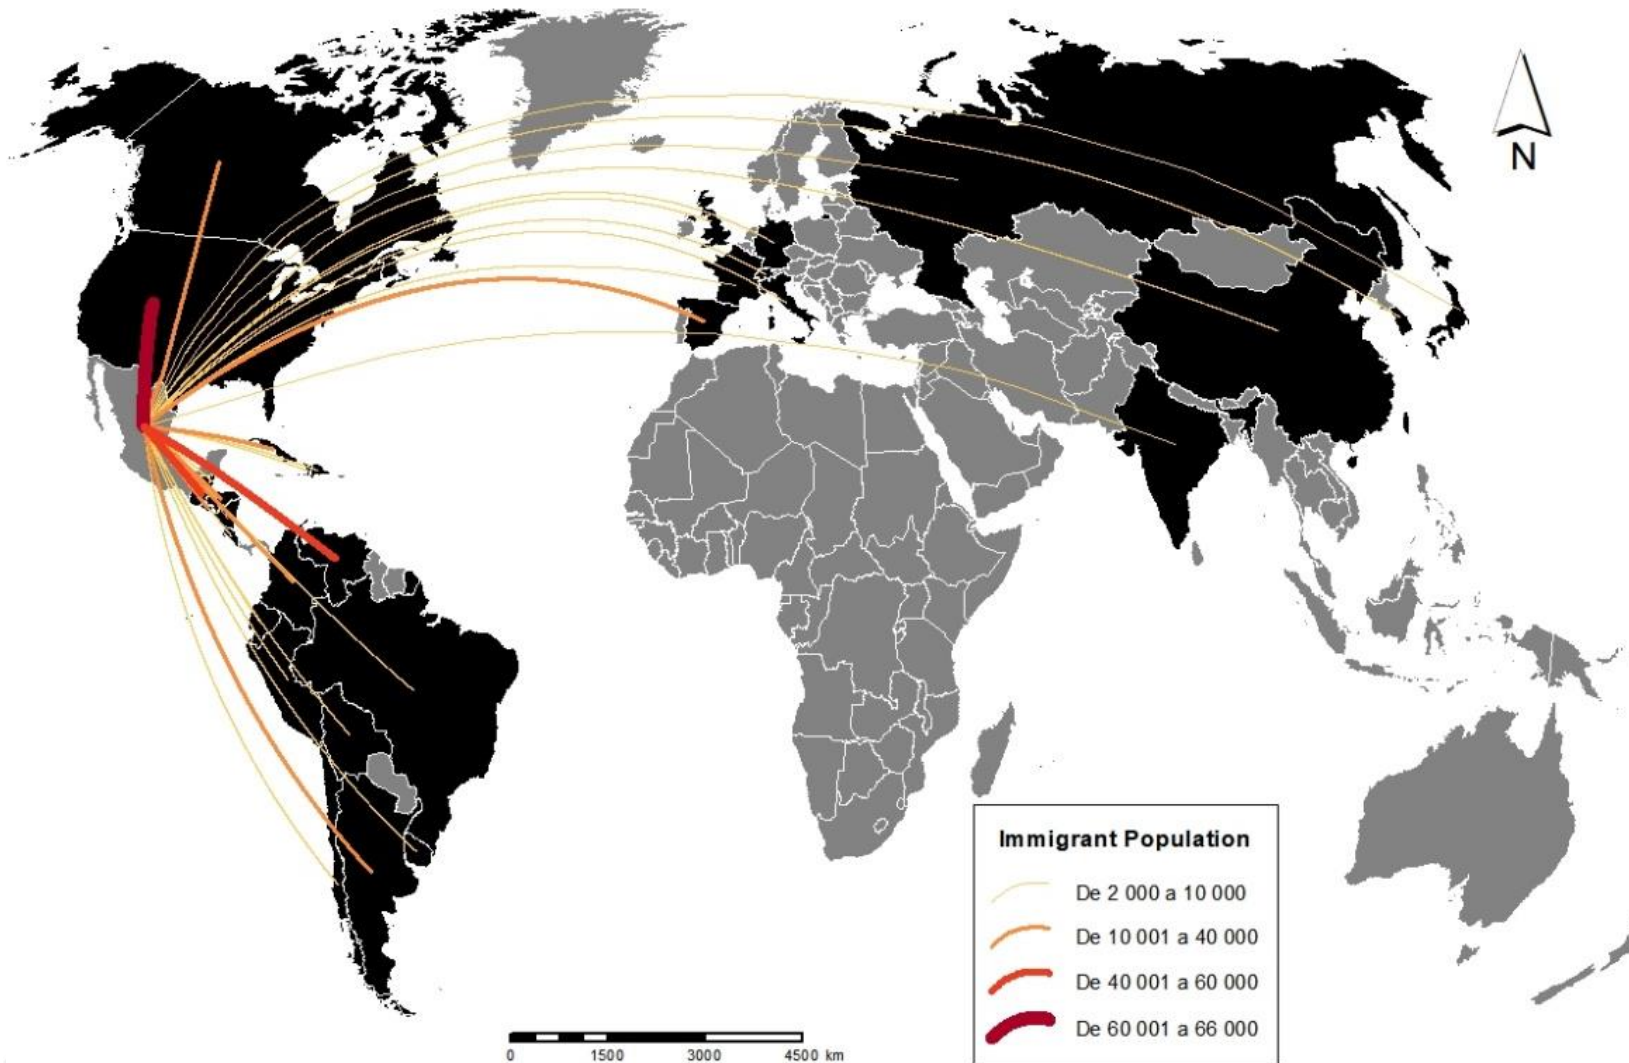 N
Immigrant Population
De 2 000 a 10 000
De 10 001 a 40 000
De 40 001 a 60 000
De 60 001 a 66 000
0 1500 3000 4500 km